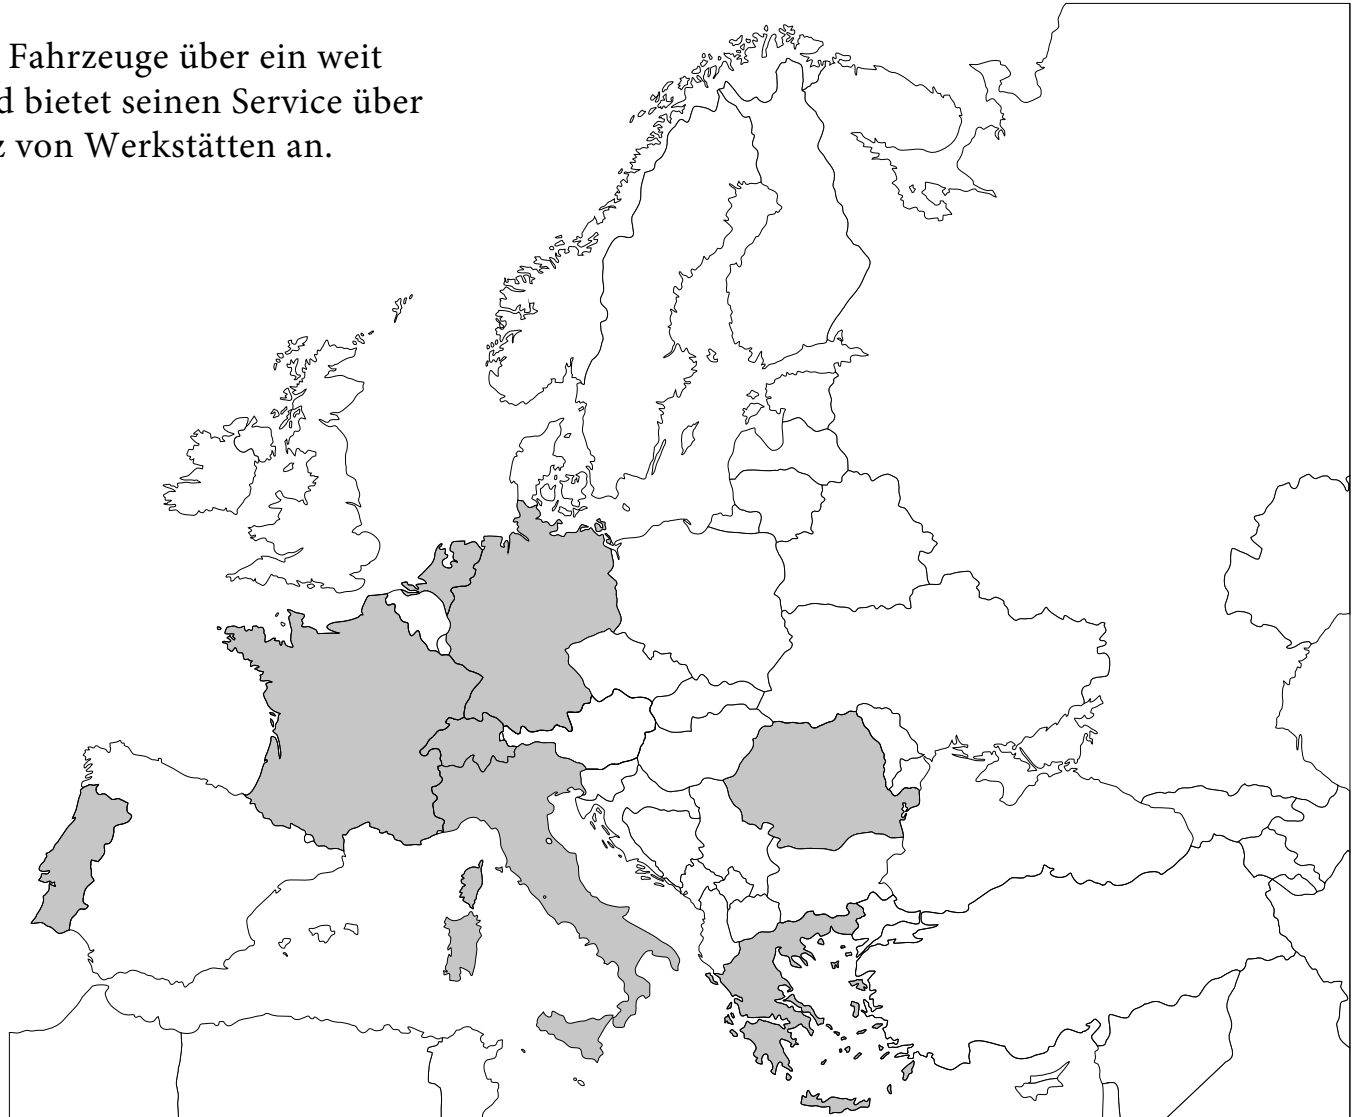 Fahrzeuge über ein weit
d bietet seinen Service über
z von Werkstätten an.